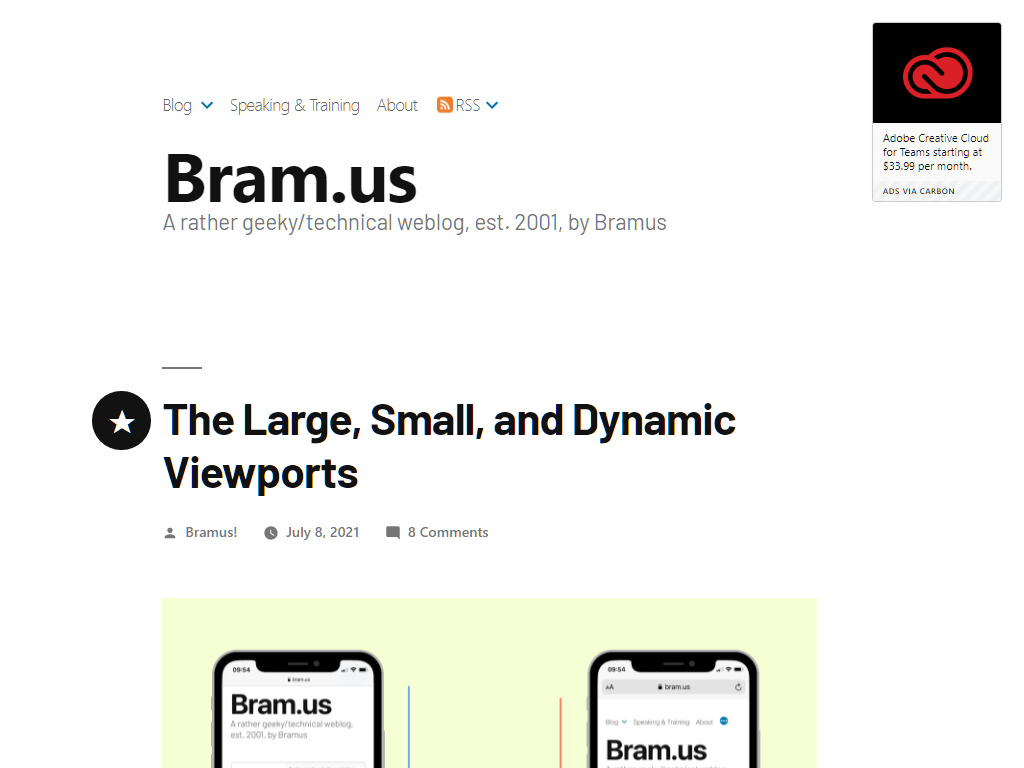 Blog Speaking & Training About RSS
Adobe Creative Cloud
for Teams starting at
$33.99 per month.
ADS VIA CARBON
Bram.us
A rather geeky/technical weblog, est. 2001, by Bramus
The Large, Small, and Dynamic
Viewports
Bramus! July 8, 2021 8 Comments
09:54
bram.us
Bram.us
A rather geeky/technical weblog,
est. 2001, by Bramus
09:54
AA bram.us
Blog Speaking & Training About
Bram.us